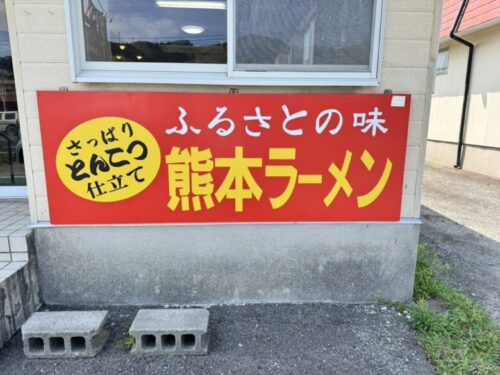 さっぱり
とんこつ
仕立て
ふるさとの味
熊本ラーメン